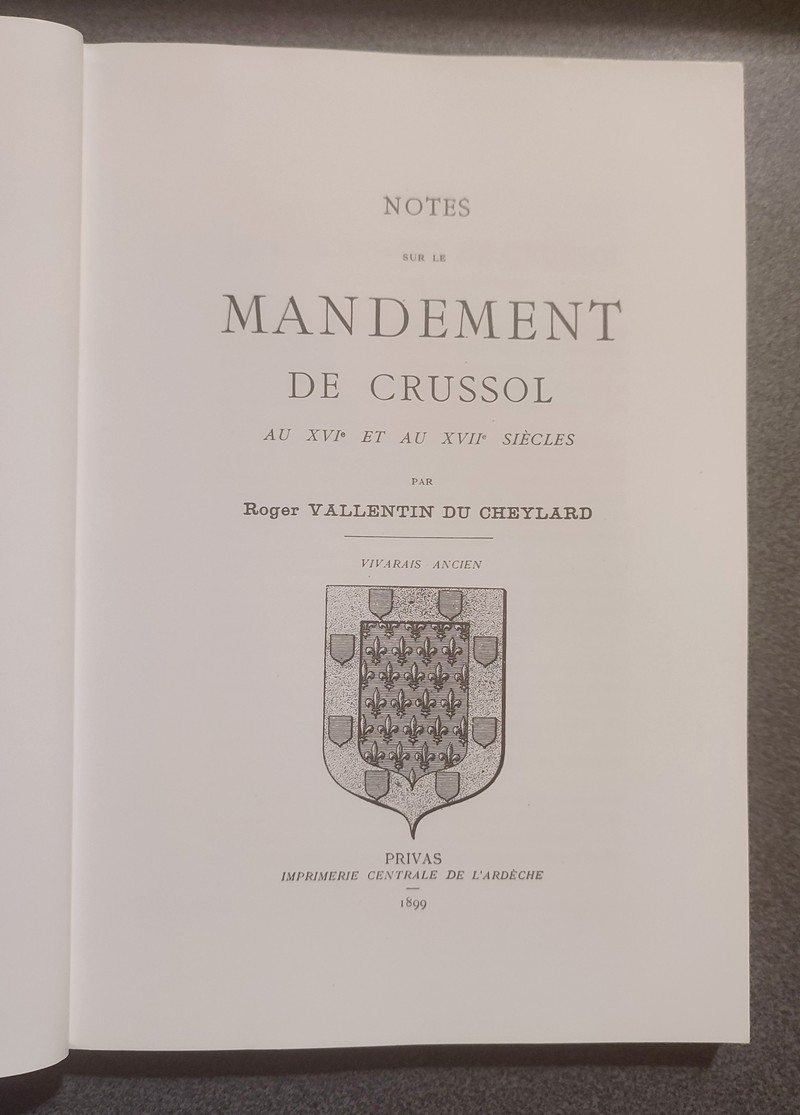 NOTES
SUR LE
MANDEMENT
DE CRUSSOL
AU XVIe ET AU XVIIe SIÈCLES
PAR
Roger VALLENTIN DU CHEYLARD
VIVARAIS ANCIEN
PRIVAS
IMPRIMERIE CENTRALE DE L'ARDÈCHE
1899